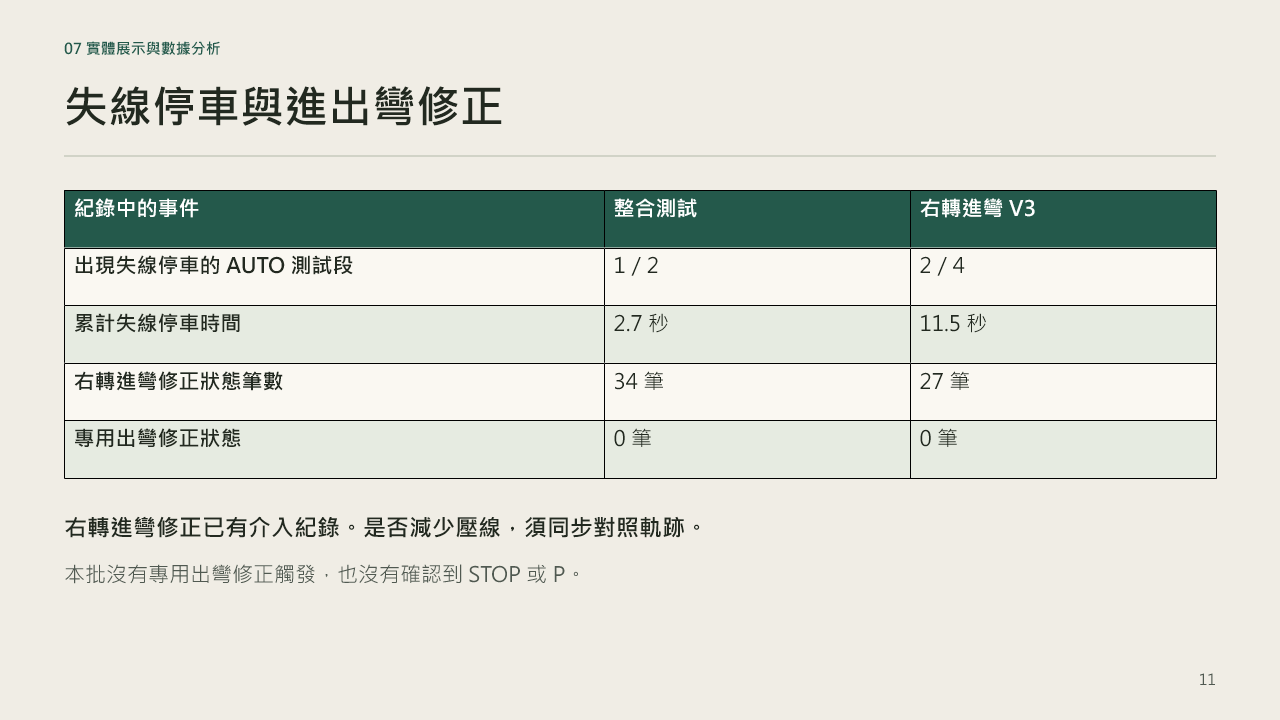 07 實體展示與數據分析
失線停車與進出彎修正
紀錄中的事件 整合測試 右轉進彎 V3
出現失線停車的 AUTO 測試段 1 / 2 2 / 4
累計失線停車時間 2.7 秒 11.5 秒
右轉進彎修正狀態筆數 34 筆 27 筆
專用出彎修正狀態 0 筆 0 筆
右轉進彎修正已有介入紀錄。是否減少壓線，須同步對照軌跡。
本批沒有專用出彎修正觸發，也沒有確認到 STOP 或 P。
11